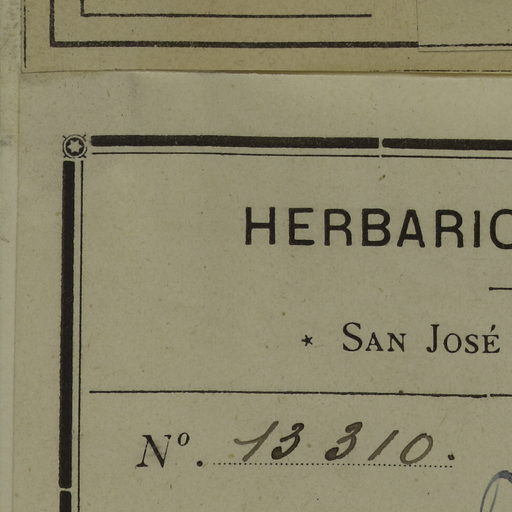 HERBARIO
* SAN JOSÉ
Nº. 13310.